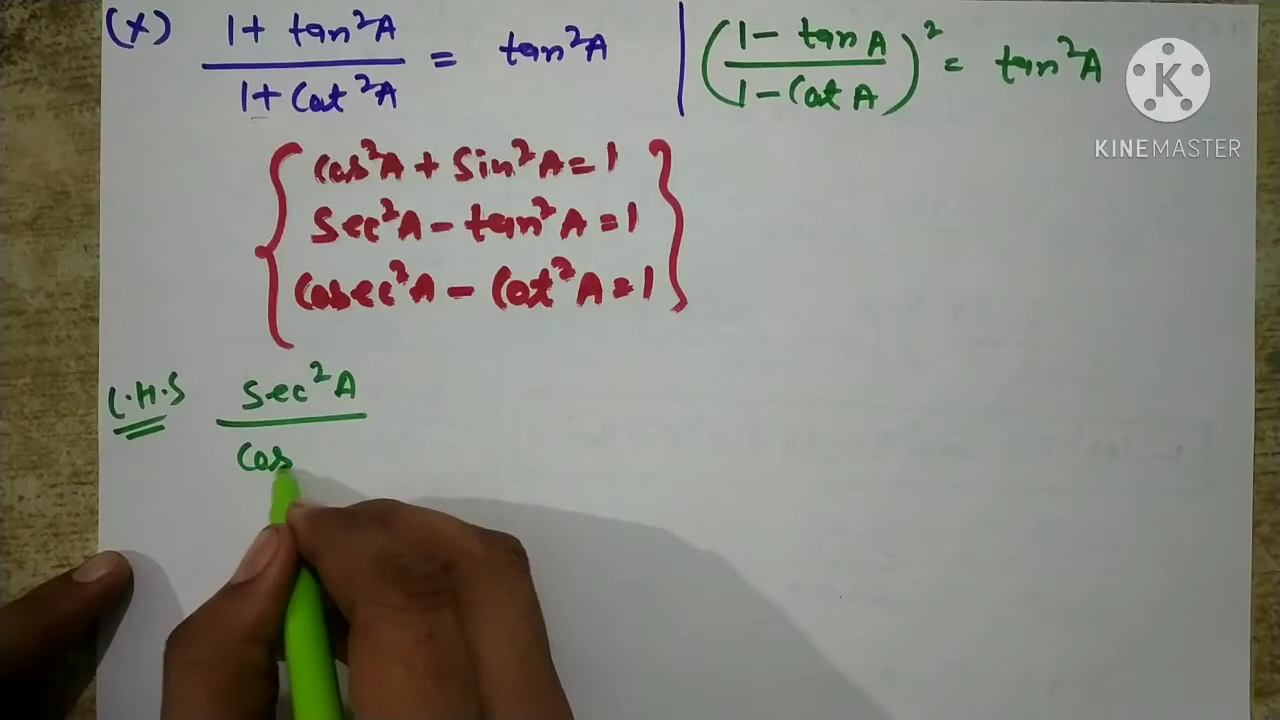 (x) 1 + tan²A / 1 + Cot²A = tan²A | (1 - tan A / 1 - Cot A)² = tan²A
K
KINEMASTER
Cos²A + Sin²A = 1
Sec²A - tan²A = 1
Cosec²A - Cot²A = 1
L.H.S Sec²A
Cos